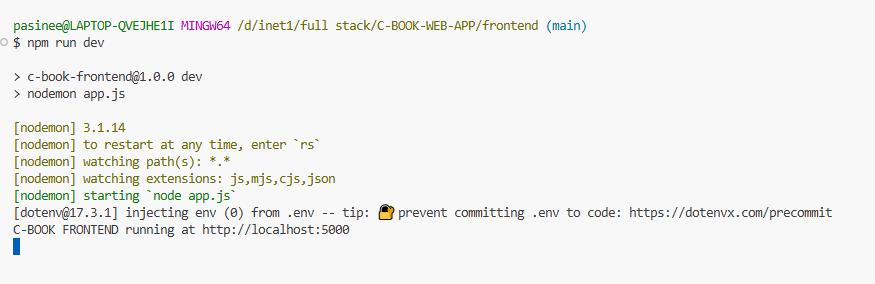 pasinee@LAPTOP-QVEJHE1I MINGW64 /d/inet1/full stack/C-BOOK-WEB-APP/frontend (main)
$ npm run dev
> c-book-frontend@1.0.0 dev
> nodemon app.js
[nodemon] 3.1.14
[nodemon] to restart at any time, enter `rs`
[nodemon] watching path(s): *.*
[nodemon] watching extensions: js,mjs,cjs,json
[nodemon] starting `node app.js`
[dotenv@17.3.1] injecting env (0) from .env -- tip: 🔐 prevent committing .env to code: https://dotenvx.com/precommit
C-BOOK FRONTEND running at http://localhost:5000